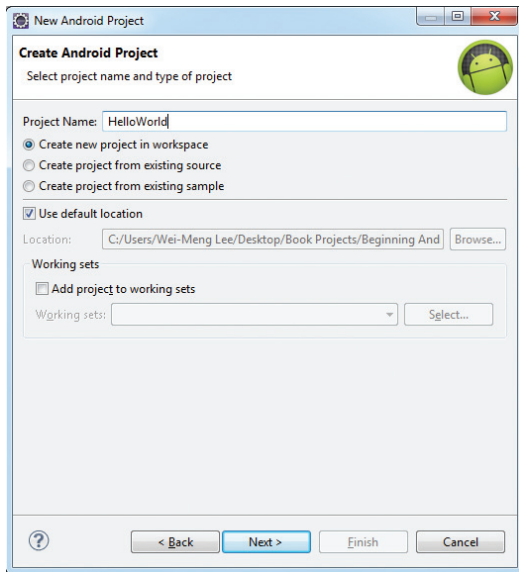 New Android Project
Create Android Project
Select project name and type of project
Project Name: HelloWorld
Create new project in workspace
Create project from existing source
Create project from existing sample
Use default location
Location: C:/Users/Wei-Meng Lee/Desktop/Book Projects/Beginning And Browse...
Working sets
Add project to working sets
Working sets: Select...
? < Back Next > Finish Cancel